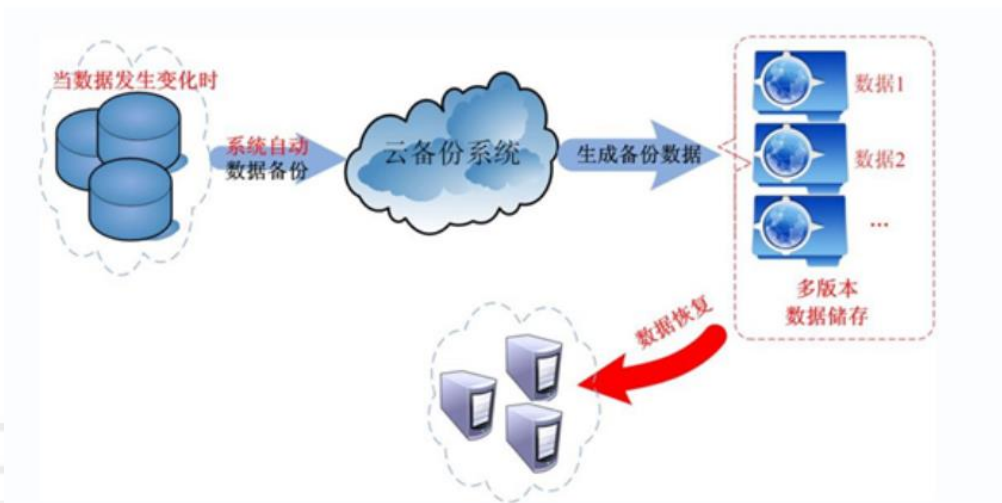 当数据发生变化时
系统自动
数据备份
云备份系统
生成备份数据
数据1
数据2
...
多版本
数据储存
数据恢复